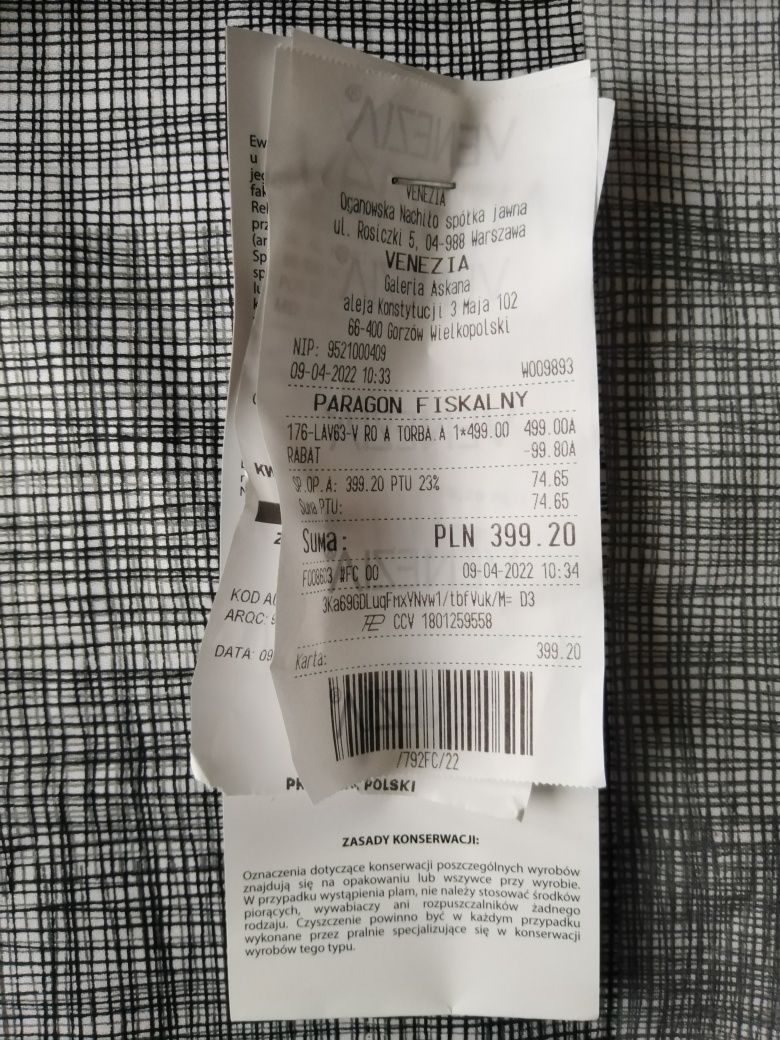 VENEZIA
Oganowska Nachiło spółka jawna
ul. Rosiczki 5, 04-988 Warszawa
VENEZIA
Galeria Askana
aleja Konstytucji 3 Maja 102
66-400 Gorzów Wielkopolski
NIP: 9521000409
09-04-2022 10:33 W009893
PARAGON FISKALNY
176-LAV63-V RO A TORBA.A 1*499.00 499.00A
RABAT -99.80A
SP.OP.A: 399.20 PTU 23% 74.65
Suma PTU: 74.65
Suma: PLN 399.20
F008603 #FC 00 09-04-2022 10:34
3Ka69GDLuqFmxYNvw1/tbfVuk/M= D3
CCV 1801259558
Karta: 399.20
/792FC/22
KOD
ARQC:
DATA: 09
POLSKI
ZASADY KONSERWACJI:
Oznaczenia dotyczące konserwacji poszczególnych wyrobów
znajdują się na opakowaniu lub wszywce przy wyrobie.
W przypadku wystąpienia plam, nie należy stosować środków
piorących, wywabiaczy ani rozpuszczalników żadnego
rodzaju. Czyszczenie powinno być w każdym przypadku
wykonane przez pralnie specjalizujące się w konserwacji
wyrobów tego typu.